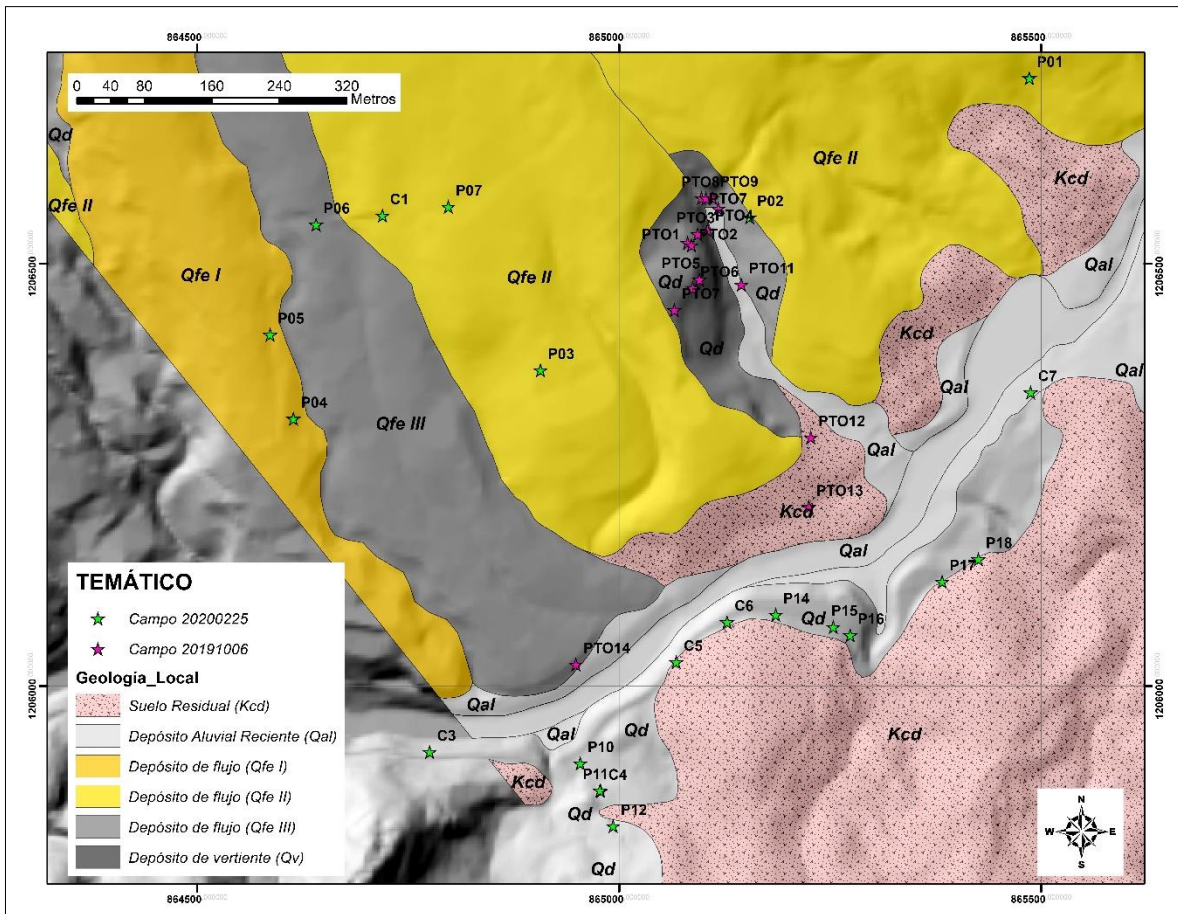 864500
865000
865500
0 40 80 160 240 320
Metros
P01
Qd
Qfe II
Kcd
PTO8 PTO9
P07
PTO7
C1
P02
P06
PTO3
PTO4
Qfe II
PTO1
PTO2
Qal
1206500
1206500
Qfe I
Qfe II
PTO5
PTO6
PTO11
Qd
Qd
PTO7
P05
Kcd
Qd
P03
Qal
Qal
C7
P04
Qfe III
PTO12
Qal
PTO13
Kcd
Qal
P18
P17
TEMÁTICO
Campo 20200225
Campo 20191006
Geología_Local
Suelo Residual (Kcd)
Depósito Aluvial Reciente (Qal)
Depósito de flujo (Qfe I)
Depósito de flujo (Qfe II)
Depósito de flujo (Qfe III)
Depósito de vertiente (Qv)
C6
P14
Qd
P15
P16
PTO14
C5
1206000
1206000
Qal
Qal
Qd
Kcd
C3
P10
Kcd
P11C4
Qd
P12
Qd
N
W
E
S
864500
865000
865500